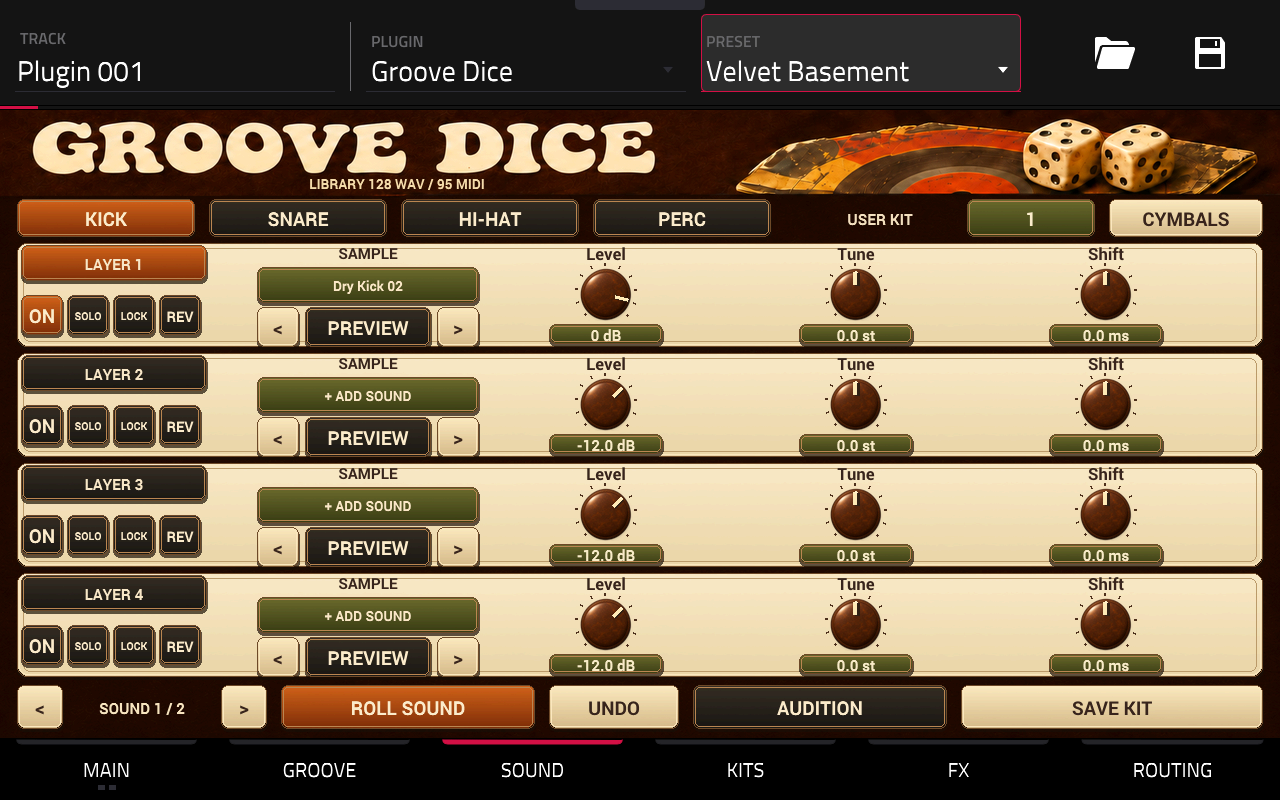 TRACK
Plugin 001
PLUGIN
Groove Dice
PRESET
Velvet Basement
GROOVE DICE
LIBRARY 128 WAV / 95 MIDI
KICK
SNARE
HI-HAT
PERC
USER KIT
1
CYMBALS
LAYER 1
SAMPLE
Level
Tune
Shift
Dry Kick 02
ON
SOLO
LOCK
REV
<
PREVIEW
>
0 dB
0.0 st
0.0 ms
LAYER 2
SAMPLE
Level
Tune
Shift
+ ADD SOUND
ON
SOLO
LOCK
REV
<
PREVIEW
>
-12.0 dB
0.0 st
0.0 ms
LAYER 3
SAMPLE
Level
Tune
Shift
+ ADD SOUND
ON
SOLO
LOCK
REV
<
PREVIEW
>
-12.0 dB
0.0 st
0.0 ms
LAYER 4
SAMPLE
Level
Tune
Shift
+ ADD SOUND
ON
SOLO
LOCK
REV
<
PREVIEW
>
-12.0 dB
0.0 st
0.0 ms
<
SOUND 1 / 2
>
ROLL SOUND
UNDO
AUDITION
SAVE KIT
MAIN
GROOVE
SOUND
KITS
FX
ROUTING